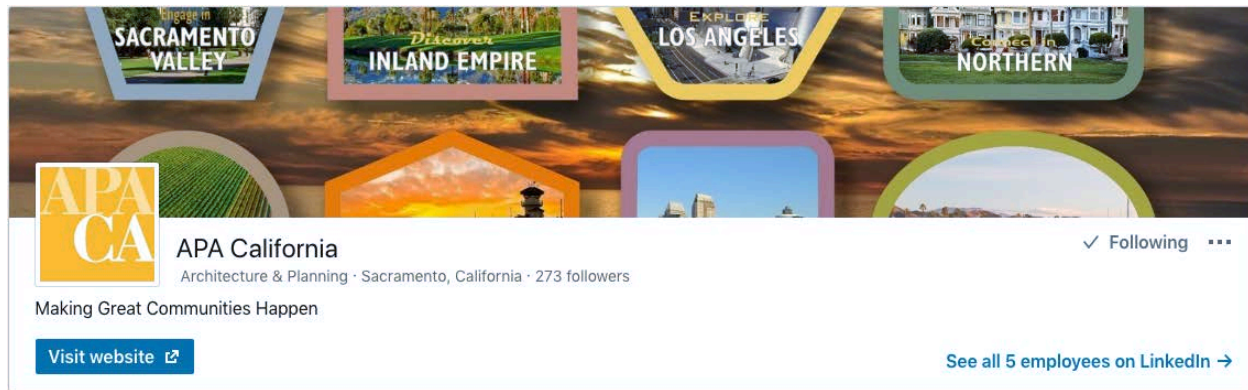 Engage in
SACRAMENTO
VALLEY
Discover
INLAND EMPIRE
EXPLORE
LOS ANGELES
Connect in
NORTHERN
APA
CA
APA California
Architecture & Planning · Sacramento, California · 273 followers
✓ Following ...
Making Great Communities Happen
Visit website
See all 5 employees on LinkedIn →